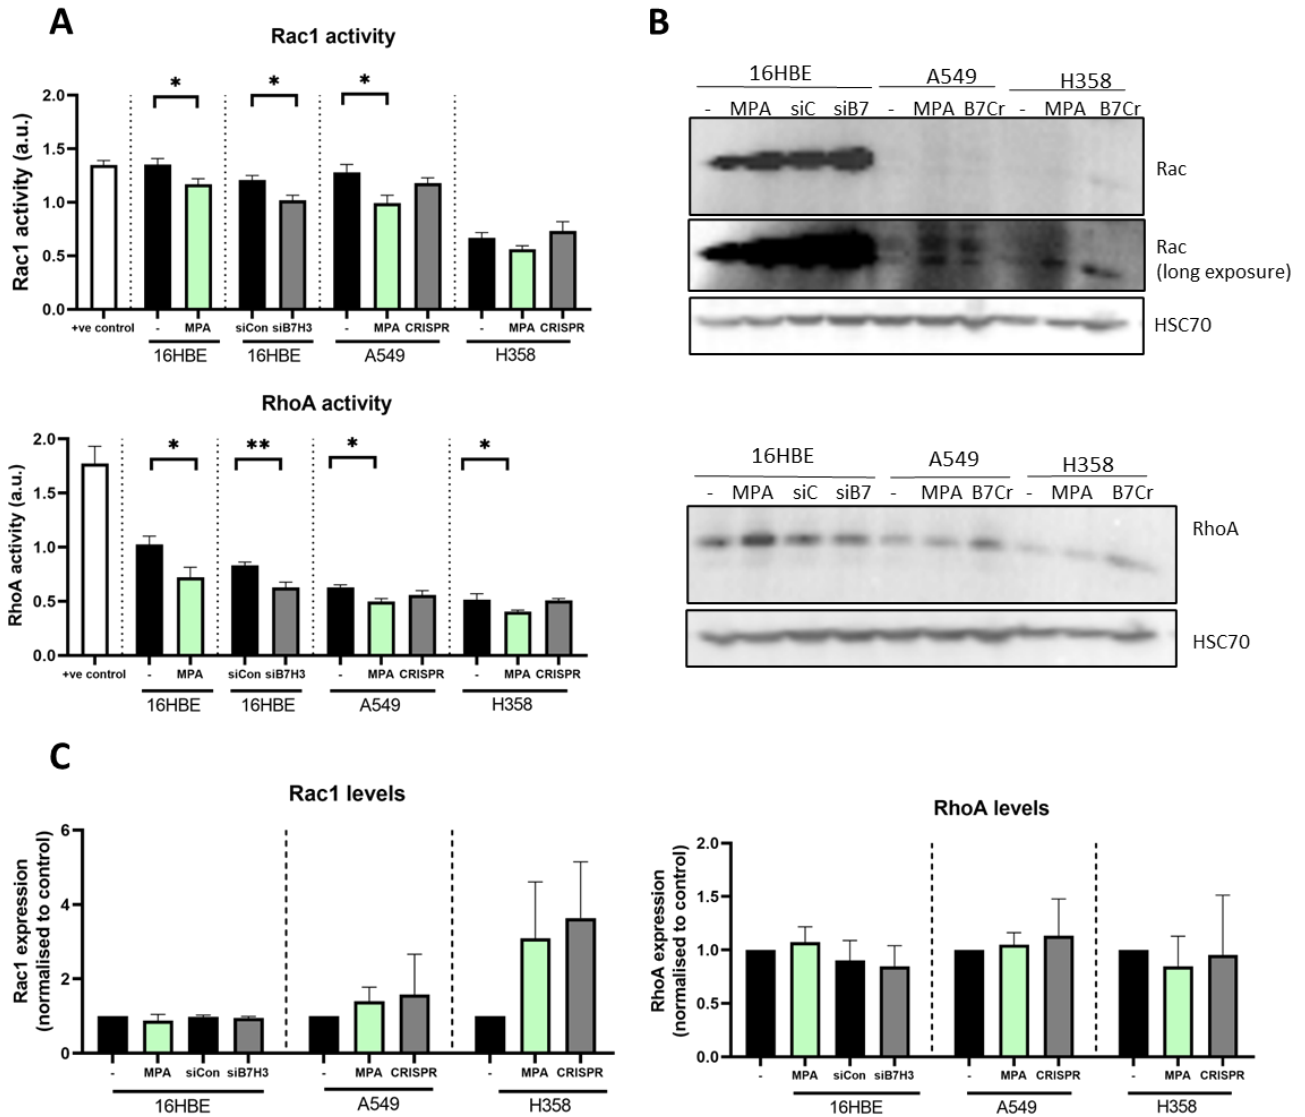 A
Rac1 activity
Rac1 activity (a.u.)
2.0
1.5
1.0
0.5
0.0
* * *
+ve control - MPA siCon siB7H3 - MPA CRISPR - MPA CRISPR
16HBE 16HBE A549 H358
RhoA activity
RhoA activity (a.u.)
2.0
1.5
1.0
0.5
0.0
* ** * *
+ve control - MPA siCon siB7H3 - MPA CRISPR - MPA CRISPR
16HBE 16HBE A549 H358
B
16HBE A549 H358
- MPA siC siB7 - MPA B7Cr - MPA B7Cr
Rac
Rac
(long exposure)
HSC70
16HBE A549 H358
- MPA siC siB7 - MPA B7Cr - MPA B7Cr
RhoA
HSC70
C
Rac1 levels
Rac1 expression
(normalised to control)
6
4
2
0
- MPA siCon siB7H3 - MPA CRISPR - MPA CRISPR
16HBE A549 H358
RhoA levels
RhoA expression
(normalised to control)
2.0
1.5
1.0
0.5
0.0
- MPA siCon siB7H3 - MPA CRISPR - MPA CRISPR
16HBE A549 H358